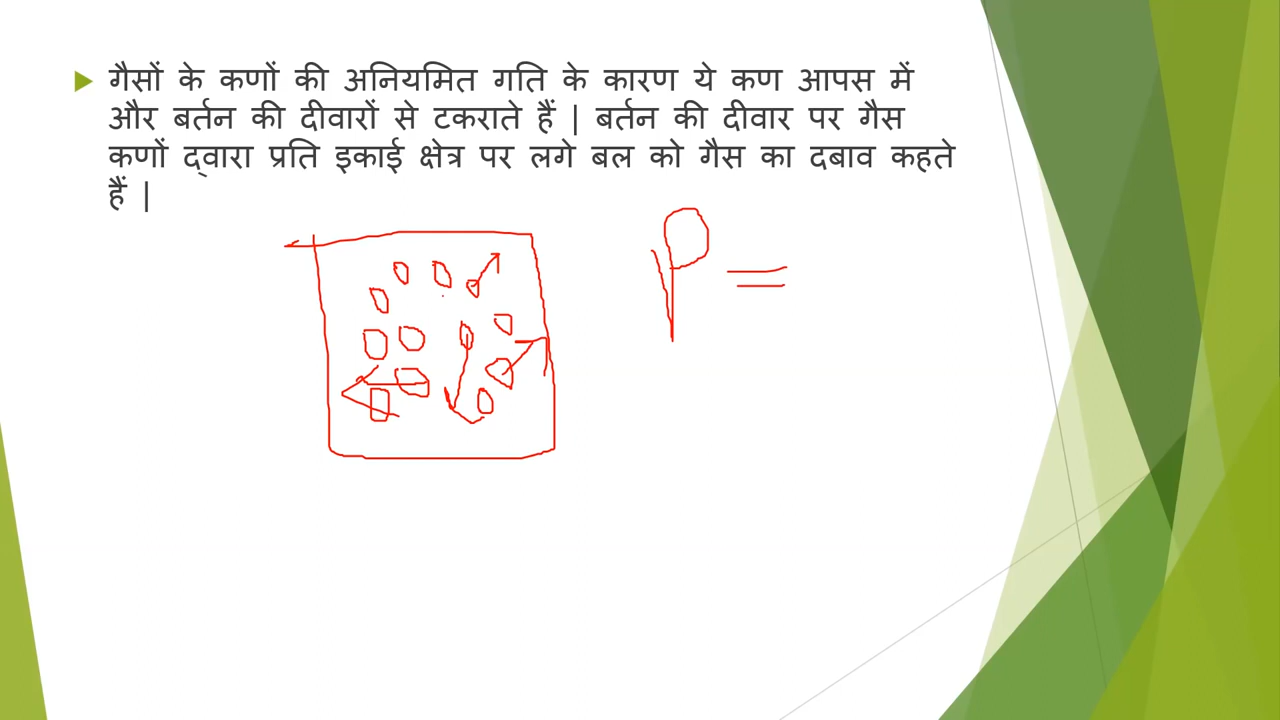 गैसों के कणों की अनियमित गति के कारण ये कण आपस में
और बर्तन की दीवारों से टकराते हैं | बर्तन की दीवार पर गैस
कणों द्वारा प्रति इकाई क्षेत्र पर लगे बल को गैस का दबाव कहते
हैं |
P =